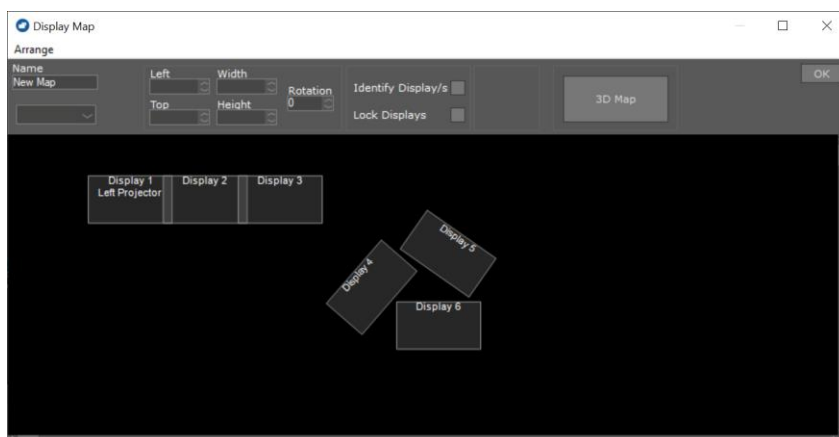 Display Map
Arrange
Name
New Map
Left
Width
Top
Height
Rotation
0
Identify Display/s
Lock Displays
3D Map
OK
Display 1
Left Projector
Display 2
Display 3
Display 4
Display 5
Display 6